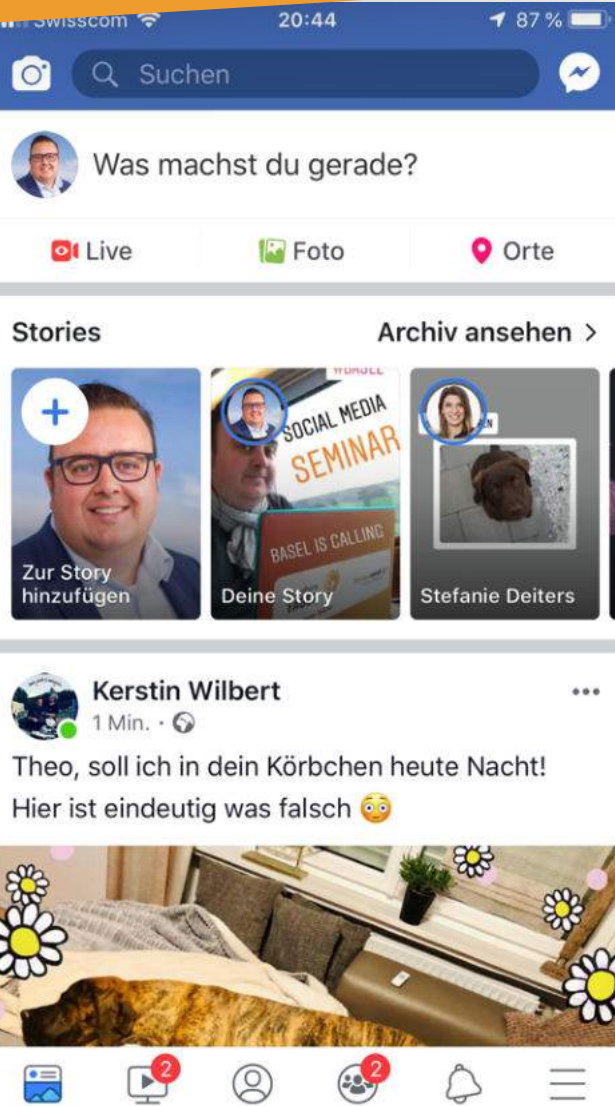 Swisscom
20:44
87 %
Suchen
Was machst du gerade?
Live
Foto
Orte
Stories
Archiv ansehen >
Zur Story
hinzufügen
SOCIAL MEDIA
SEMINAR
BASEL IS CALLING
Deine Story
Stefanie Deiters
Kerstin Wilbert
1 Min. ·
Theo, soll ich in dein Körbchen heute Nacht!
Hier ist eindeutig was falsch 😳
2
2